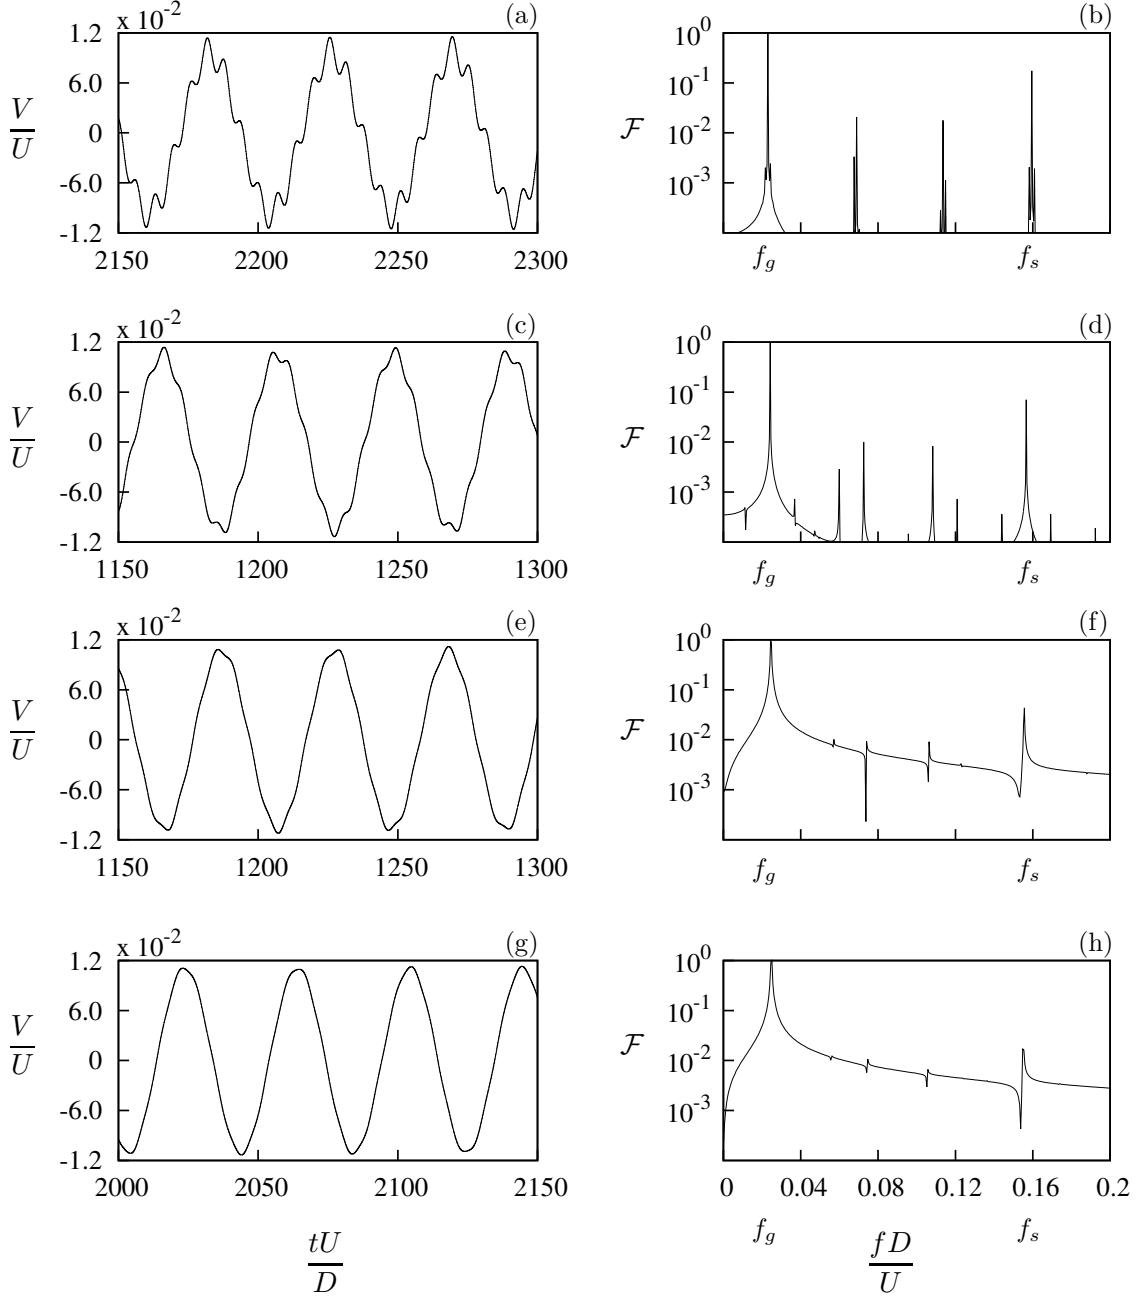 x 10^-2 (a) (b)
1.2
6.0
0
-6.0
-1.2
V/U
2150 2200 2250 2300
10^0
10^-1
10^-2
10^-3
F
f_g f_s
x 10^-2 (c) (d)
1.2
6.0
0
-6.0
-1.2
V/U
1150 1200 1250 1300
10^0
10^-1
10^-2
10^-3
F
f_g f_s
x 10^-2 (e) (f)
1.2
6.0
0
-6.0
-1.2
V/U
1150 1200 1250 1300
10^0
10^-1
10^-2
10^-3
F
f_g f_s
x 10^-2 (g) (h)
1.2
6.0
0
-6.0
-1.2
V/U
2000 2050 2100 2150
10^0
10^-1
10^-2
10^-3
F
0 0.04 0.08 0.12 0.16 0.2
f_g f_s
tU/D
fD/U